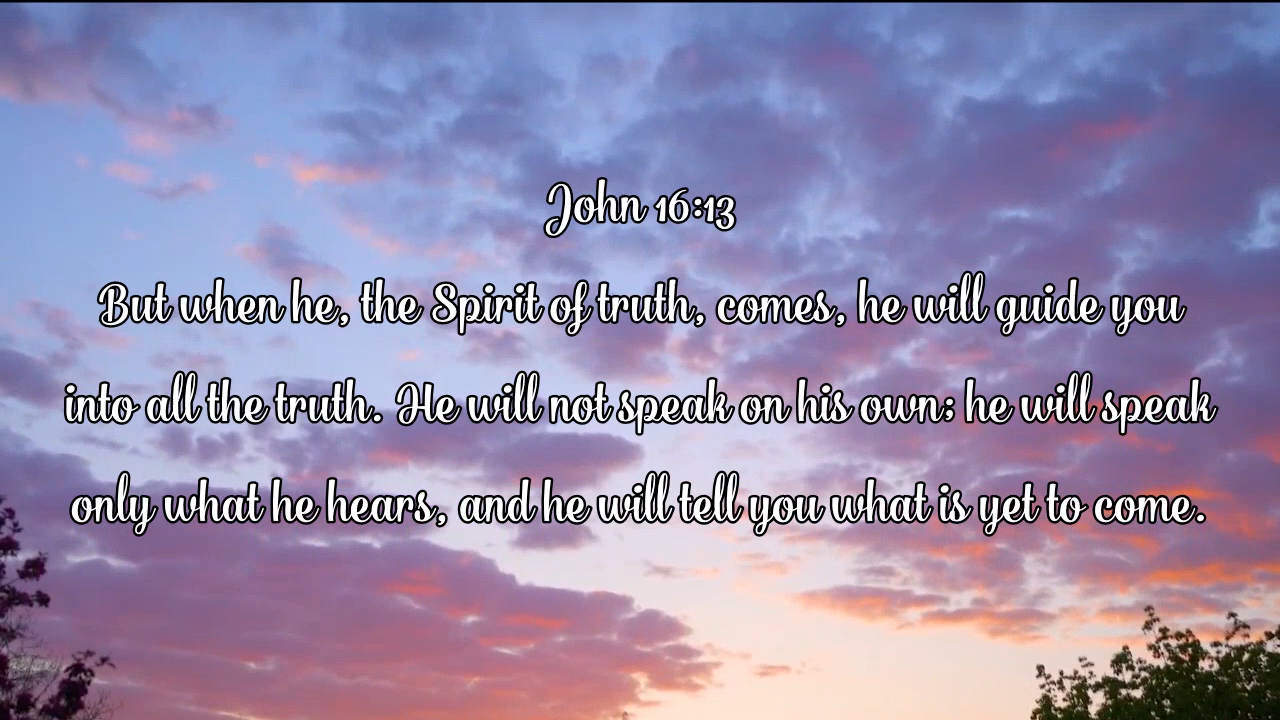 John 16:13
But when he, the Spirit of truth, comes, he will guide you
into all the truth. He will not speak on his own; he will speak
only what he hears, and he will tell you what is yet to come.